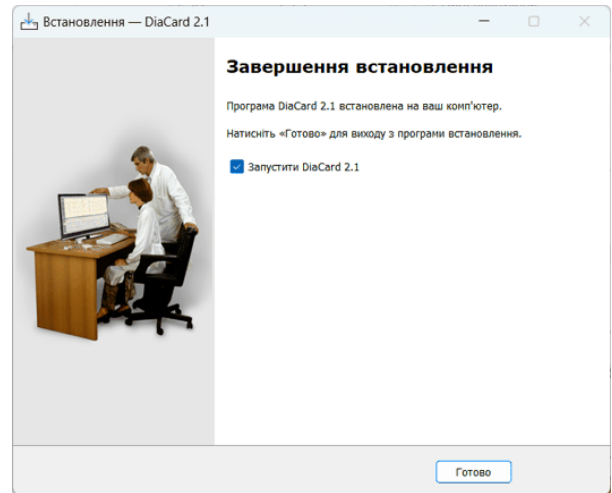 Встановлення — DiaCard 2.1
Завершення встановлення
Програма DiaCard 2.1 встановлена на ваш комп'ютер.
Натисніть «Готово» для виходу з програми встановлення.
Запустити DiaCard 2.1
Готово